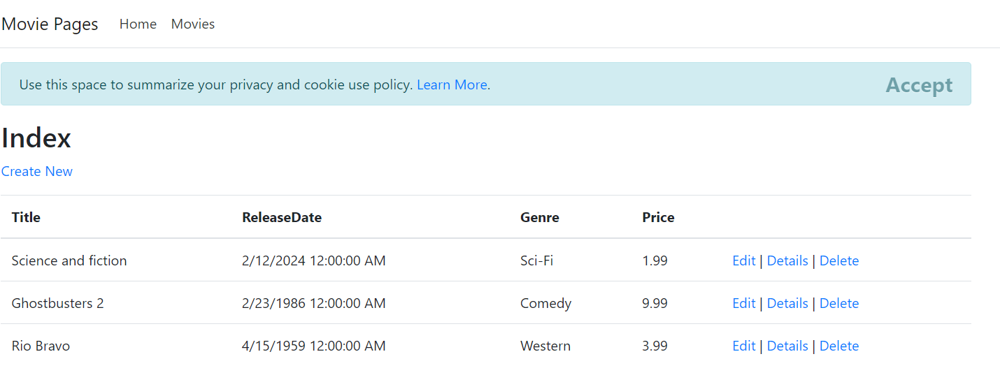 Movie Pages Home Movies
Use this space to summarize your privacy and cookie use policy. Learn More. Accept
Index
Create New
Title ReleaseDate Genre Price
Science and fiction 2/12/2024 12:00:00 AM Sci-Fi 1.99 Edit | Details | Delete
Ghostbusters 2 2/23/1986 12:00:00 AM Comedy 9.99 Edit | Details | Delete
Rio Bravo 4/15/1959 12:00:00 AM Western 3.99 Edit | Details | Delete